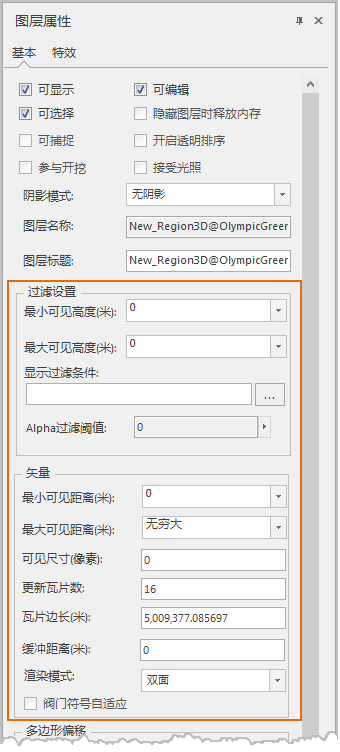 图层属性
基本 特效
可显示 可编辑
可选择 隐藏图层时释放内存
可捕捉 开启透明排序
参与开挖 接受光照
阴影模式: 无阴影
图层名称: New_Region3D@OlympicGreer
图层标题: New_Region3D@OlympicGreer
过滤设置
最小可见高度(米): 0
最大可见高度(米): 0
显示过滤条件:
...
Alpha过滤阈值: 0
矢量
最小可见距离(米): 0
最大可见距离(米): 无穷大
可见尺寸(像素): 0
更新瓦片数: 16
瓦片边长(米): 5,009,377.085697
缓冲距离(米): 0
渲染模式: 双面
阀门符号自适应
多边形偏移